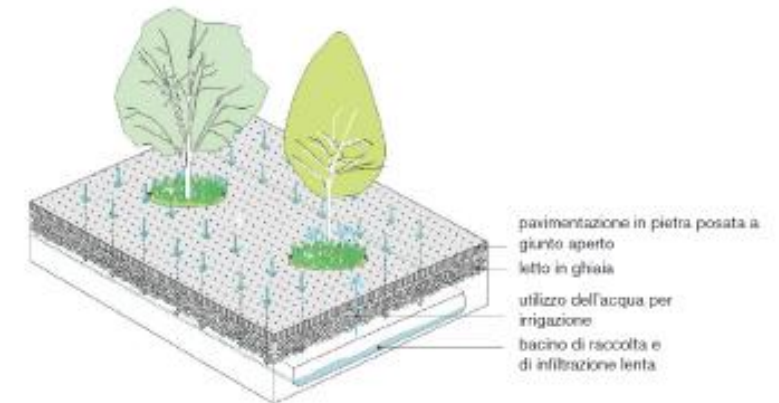 pavimentazione in pietra posata a
giunto aperto
letto in ghiaia
utilizzo dell'acqua per
irrigazione
bacino di raccolta e
di infiltrazione lenta